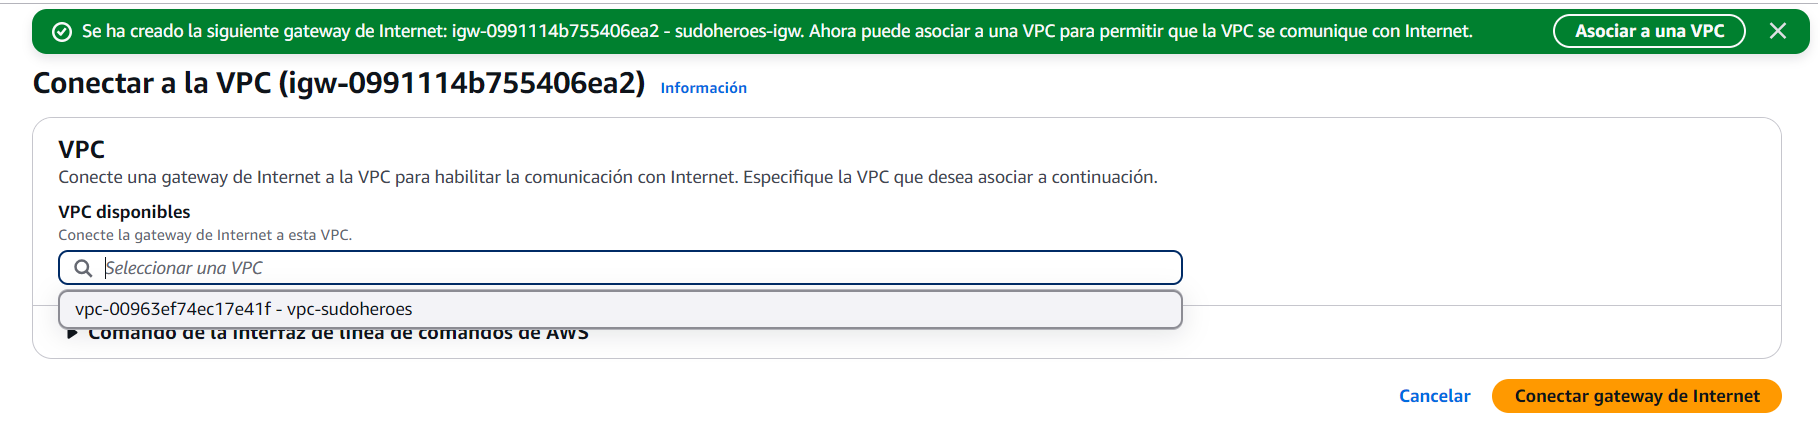 Se ha creado la siguiente gateway de Internet: igw-0991114b755406ea2 - sudoheroes-igw. Ahora puede asociar a una VPC para permitir que la VPC se comunique con Internet.
Asociar a una VPC
Conectar a la VPC (igw-0991114b755406ea2)
Información
VPC
Conecte una gateway de Internet a la VPC para habilitar la comunicación con Internet. Especifique la VPC que desea asociar a continuación.
VPC disponibles
Conecte la gateway de Internet a esta VPC.
Seleccionar una VPC
vpc-00963ef74ec17e41f - vpc-sudoheroes
Comando de la interfaz de línea de comandos de AWS
Cancelar
Conectar gateway de Internet